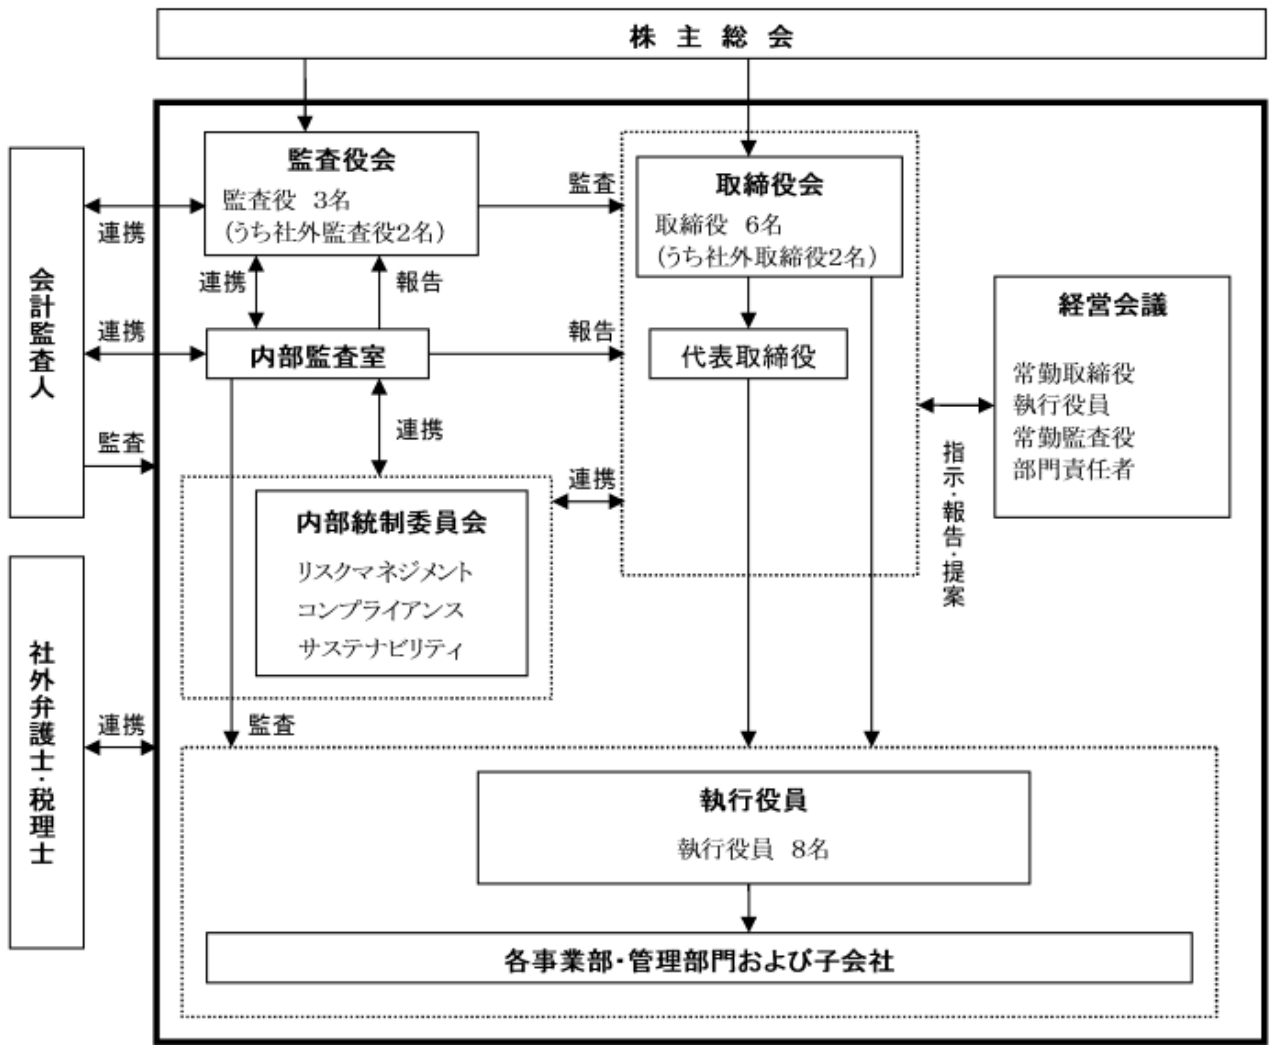 株 主 総 会
監査役会
監査役 3名
(うち社外監査役2名)
監査
取締役会
取締役 6名
(うち社外取締役2名)
連携
会計監査人
連携
報告
経営会議
常勤取締役
執行役員
常勤監査役
部門責任者
連携
内部監査室
報告
代表取締役
連携
監査
指示・報告・提案
連携
内部統制委員会
リスクマネジメント
コンプライアンス
サステナビリティ
社外弁護士・税理士
連携
監査
執行役員
執行役員 8名
各事業部・管理部門および子会社